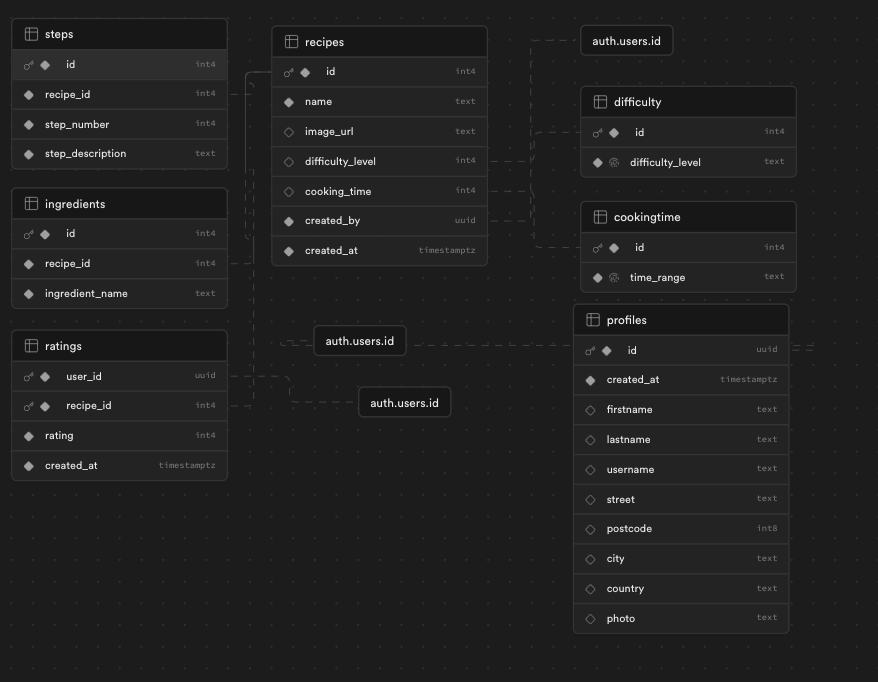 steps
id int4
recipe_id int4
step_number int4
step_description text
ingredients
id int4
recipe_id int4
ingredient_name text
ratings
user_id uuid
recipe_id int4
rating int4
created_at timestamptz
recipes
id int4
name text
image_url text
difficulty_level int4
cooking_time int4
created_by uuid
created_at timestamptz
auth.users.id
auth.users.id
auth.users.id
difficulty
id int4
difficulty_level text
cookingtime
id int4
time_range text
profiles
id uuid
created_at timestamptz
firstname text
lastname text
username text
street text
postcode int8
city text
country text
photo text